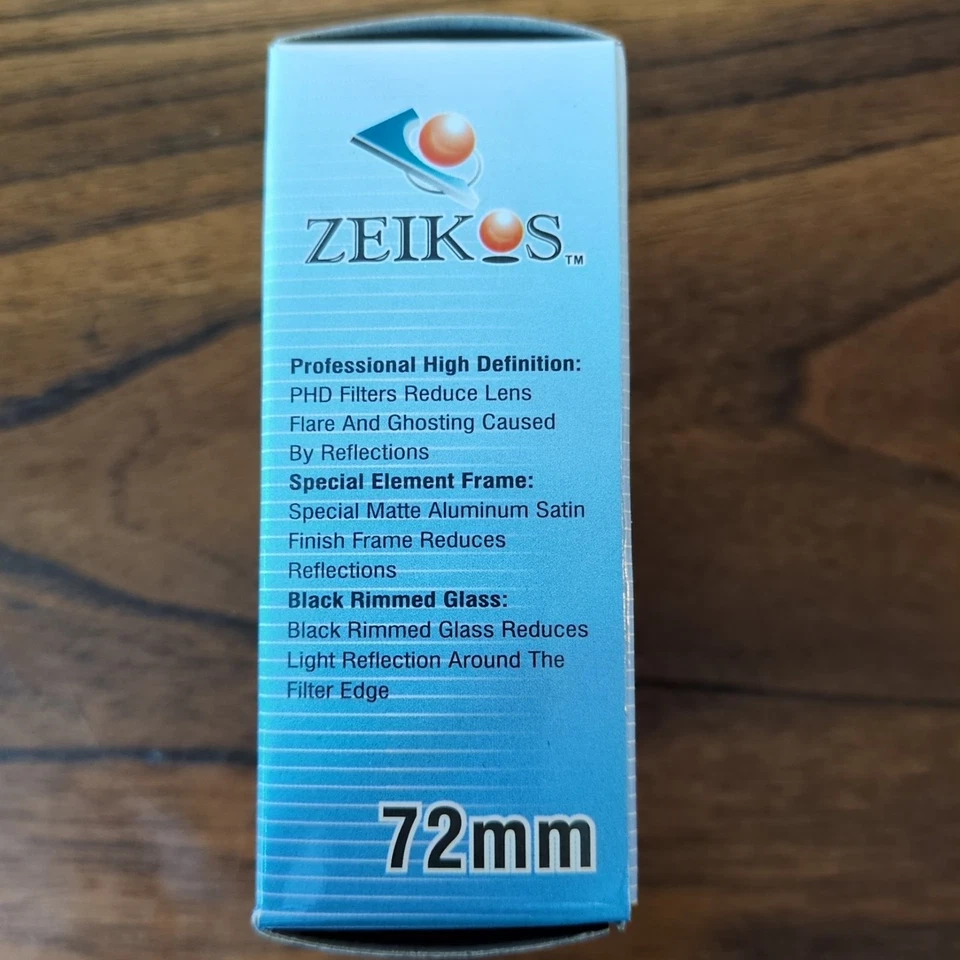 ZEIKOS TM
Professional High Definition:
PHD Filters Reduce Lens
Flare And Ghosting Caused
By Reflections
Special Element Frame:
Special Matte Aluminum Satin
Finish Frame Reduces
Reflections
Black Rimmed Glass:
Black Rimmed Glass Reduces
Light Reflection Around The
Filter Edge
72mm